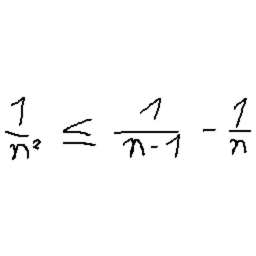 1/n² ≤ 1/(n-1) - 1/n